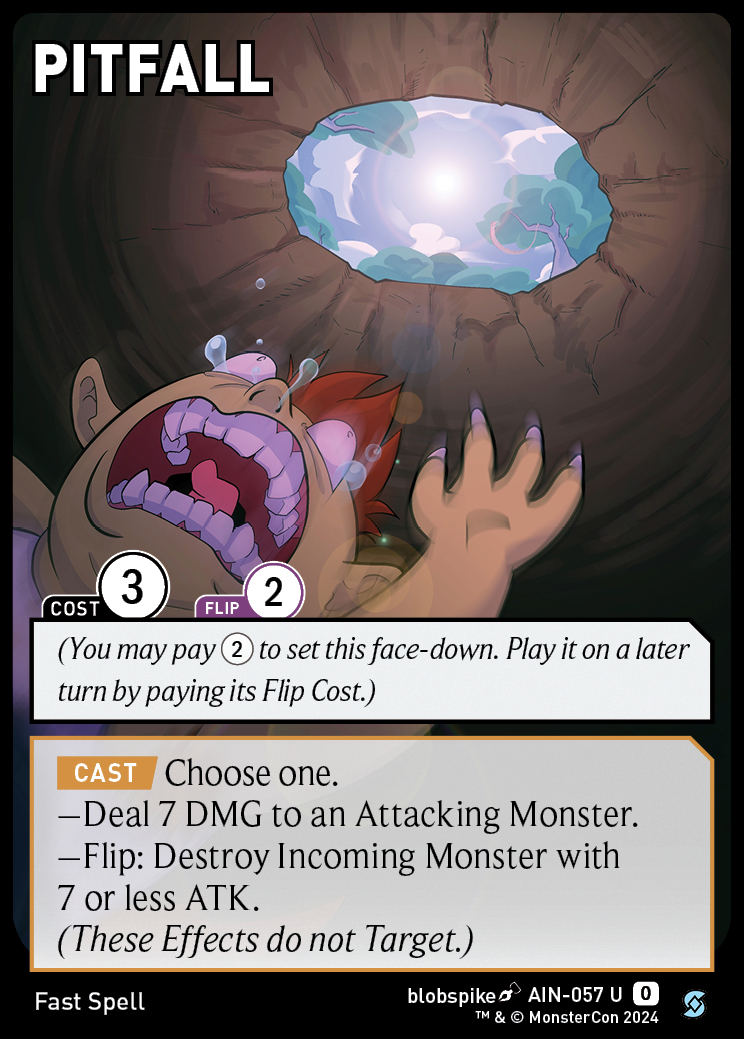 PITFALL
COST 3 FLIP 2
(You may pay 2 to set this face-down. Play it on a later
turn by paying its Flip Cost.)
CAST Choose one.
–Deal 7 DMG to an Attacking Monster.
–Flip: Destroy Incoming Monster with
7 or less ATK.
(These Effects do not Target.)
Fast Spell
blobspike AIN-057 U 0
™ & © MonsterCon 2024